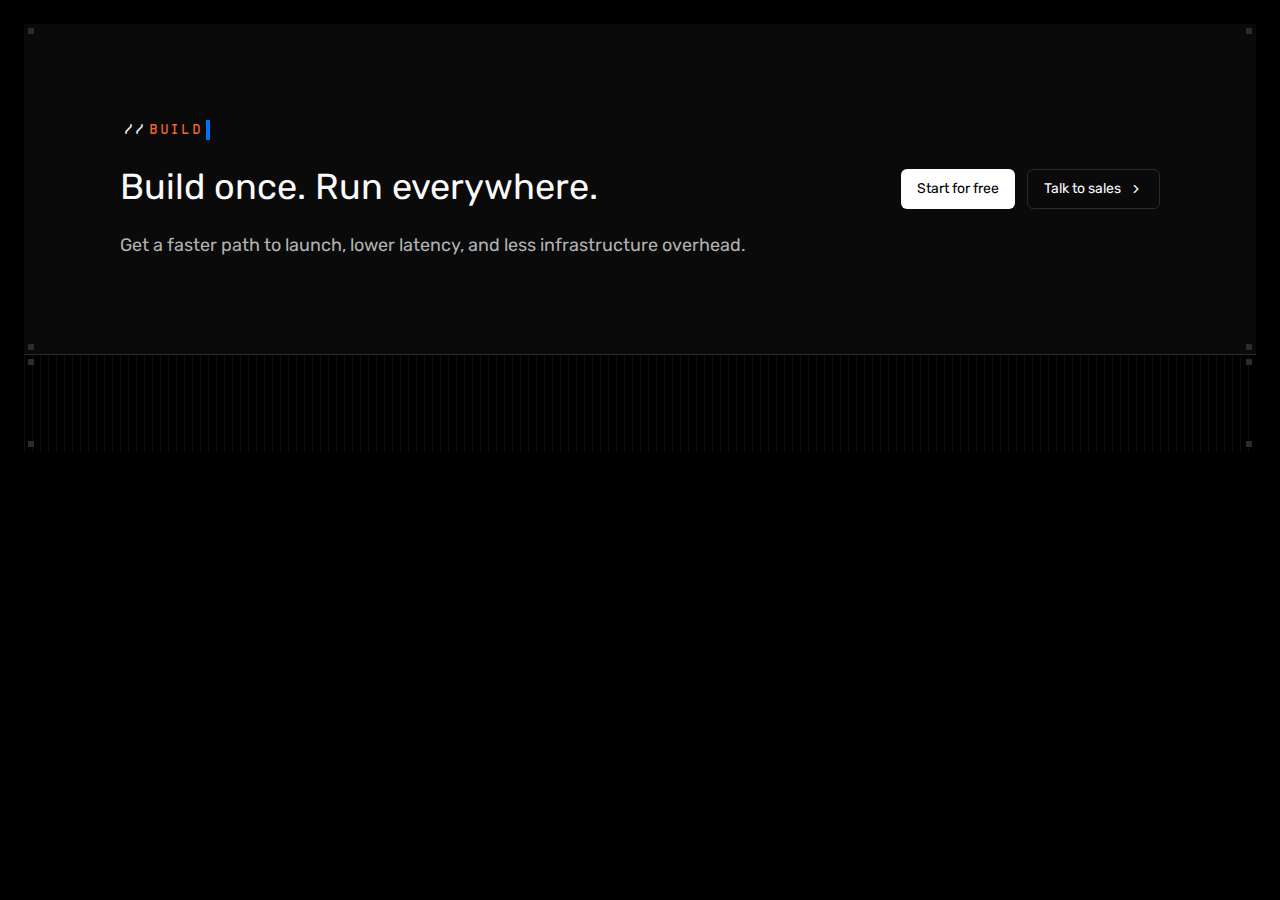 //BUILD
Build once. Run everywhere.
Start for free
Talk to sales
Get a faster path to launch, lower latency, and less infrastructure overhead.